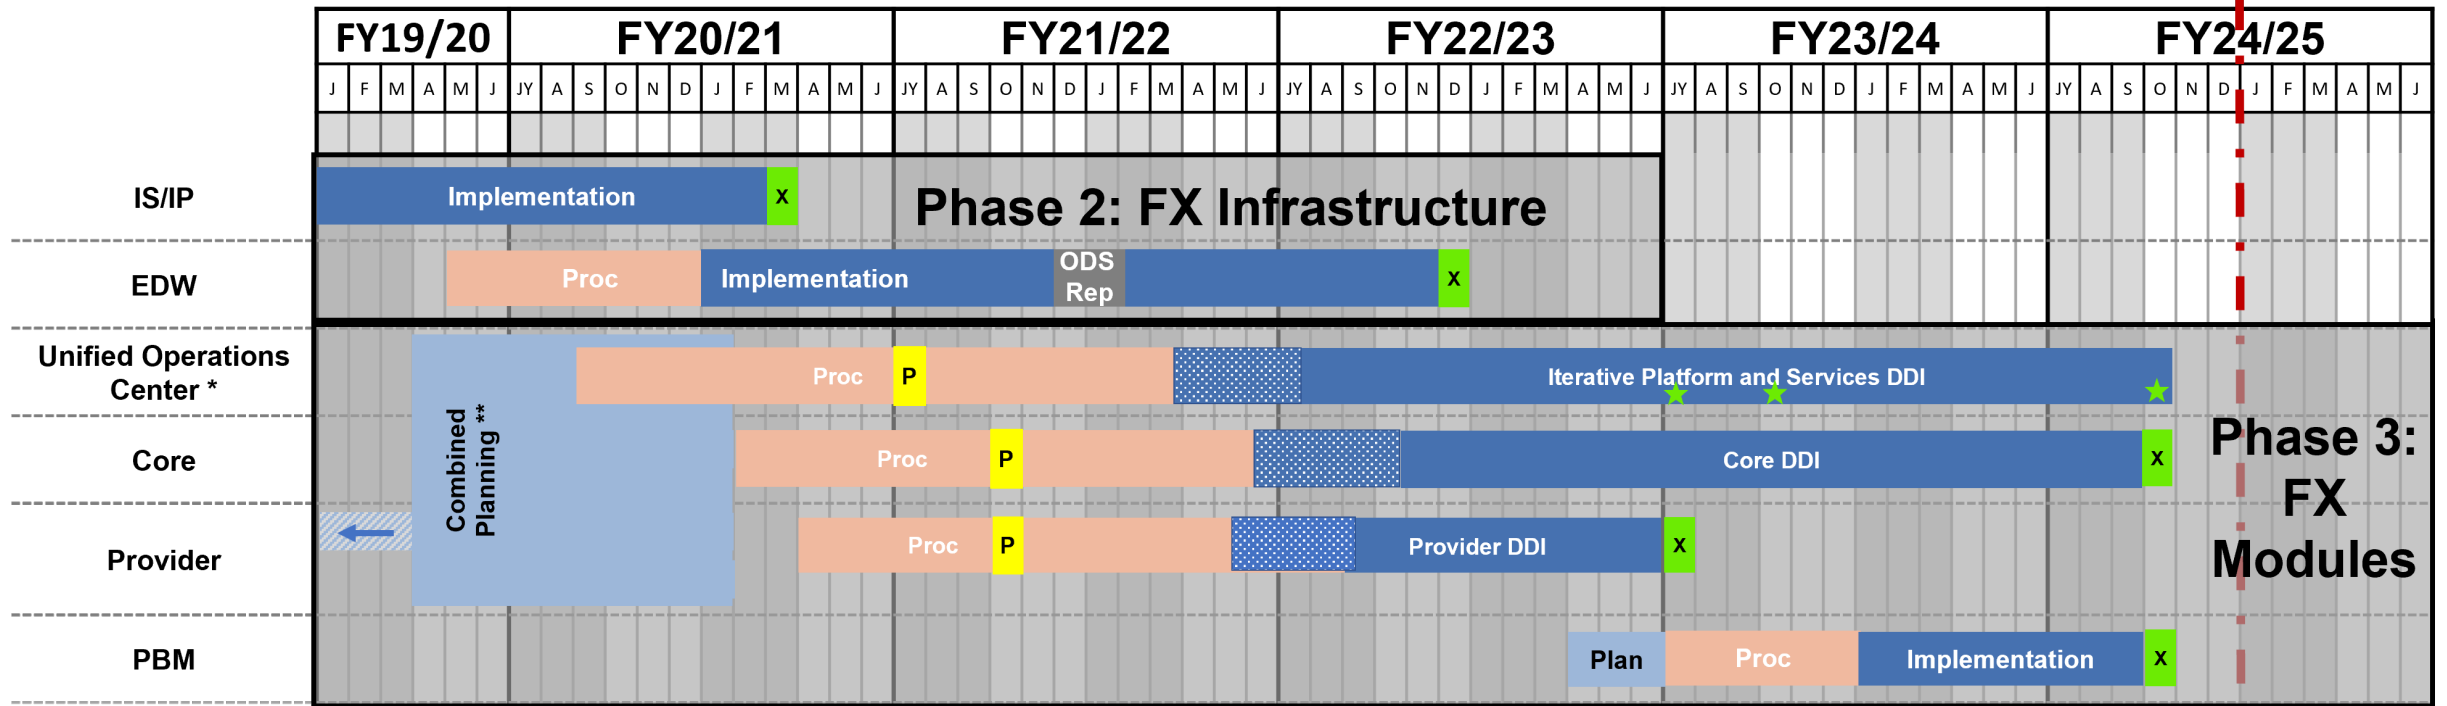 FY19/20 FY20/21 FY21/22 FY22/23 FY23/24 FY24/25
J F M A M J JY A S O N D J F M A M J JY A S O N D J F M A M J JY A S O N D J F M A M J JY A S O N D J F M A M J JY A S O N D J F M A M J
IS/IP
Implementation
X
Phase 2: FX Infrastructure
EDW
Proc
Implementation
ODS
Rep
X
Unified Operations
Center *
Proc
P
Iterative Platform and Services DDI
Combined
Planning **
Core
Proc
P
Core DDI
X
Phase 3:
FX
Modules
Provider
Proc
P
Provider DDI
X
PBM
Plan
Proc
Implementation
X